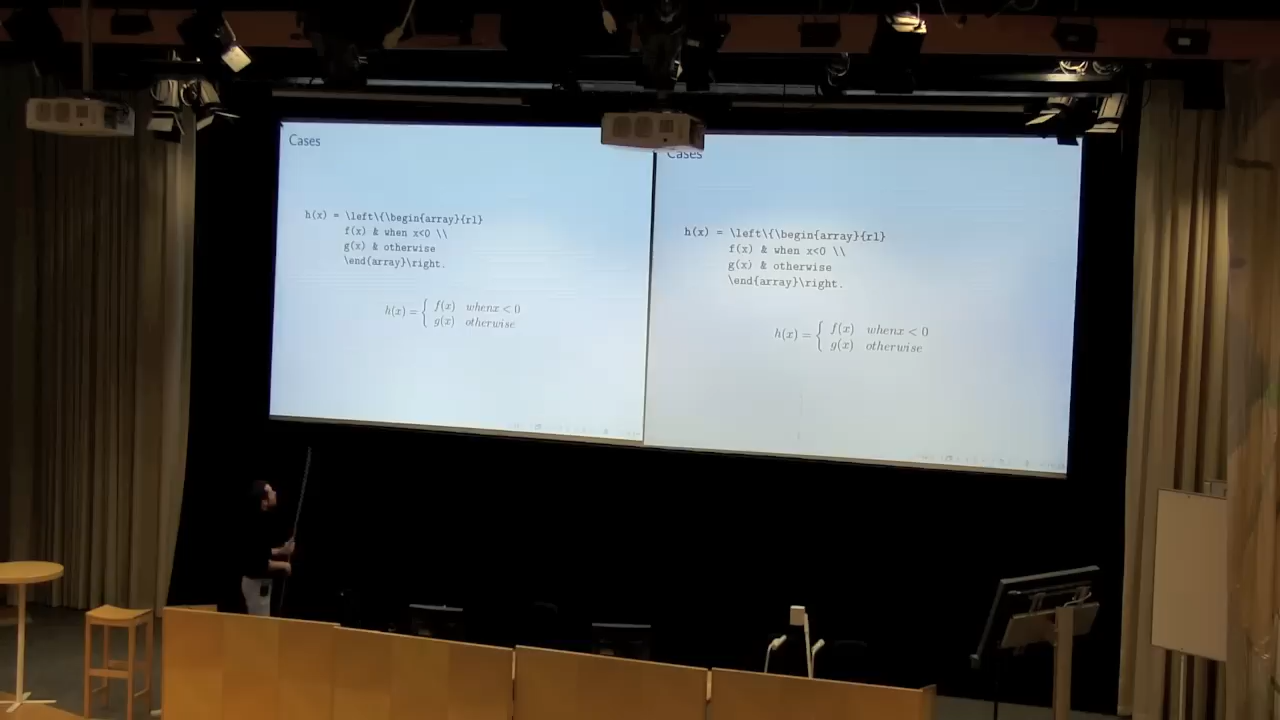 Cases
h(x) = \left\{\begin{array}{rl}
f(x) & when x<0 \\
g(x) & otherwise
\end{array}\right.
h(x) = { f(x) whenx < 0
g(x) otherwise
Cases
h(x) = \left\{\begin{array}{rl}
f(x) & when x<0 \\
g(x) & otherwise
\end{array}\right.
h(x) = { f(x) whenx < 0
g(x) otherwise